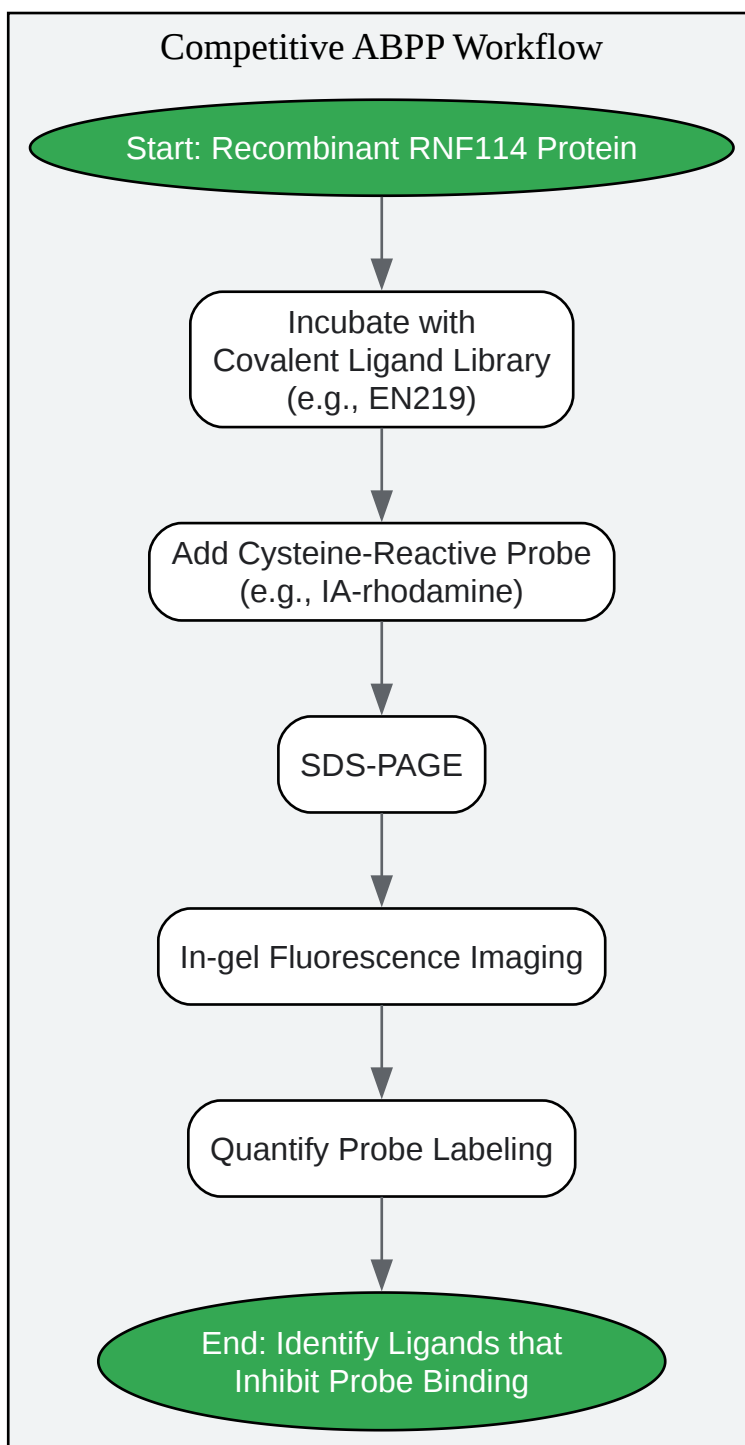 Competitive ABPP Workflow
Start: Recombinant RNF114 Protein
Incubate with
Covalent Ligand Library
(e.g., EN219)
Add Cysteine-Reactive Probe
(e.g., IA-rhodamine)
SDS-PAGE
In-gel Fluorescence Imaging
Quantify Probe Labeling
End: Identify Ligands that
Inhibit Probe Binding